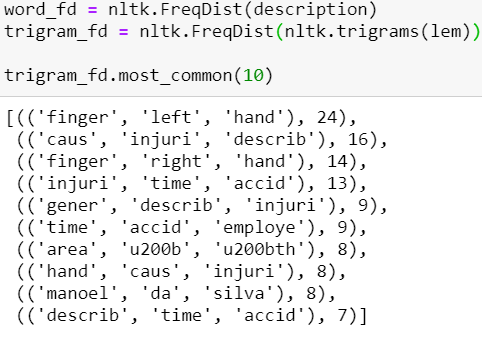 word_fd = nltk.FreqDist(description)
trigram_fd = nltk.FreqDist(nltk.trigrams(lem))
trigram_fd.most_common(10)
[(('finger', 'left', 'hand'), 24),
(('caus', 'injuri', 'describ'), 16),
(('finger', 'right', 'hand'), 14),
(('injuri', 'time', 'accid'), 13),
(('gener', 'describ', 'injuri'), 9),
(('time', 'accid', 'employe'), 9),
(('area', 'u200b', 'u200bth'), 8),
(('hand', 'caus', 'injuri'), 8),
(('manoel', 'da', 'silva'), 8),
(('describ', 'time', 'accid'), 7)]